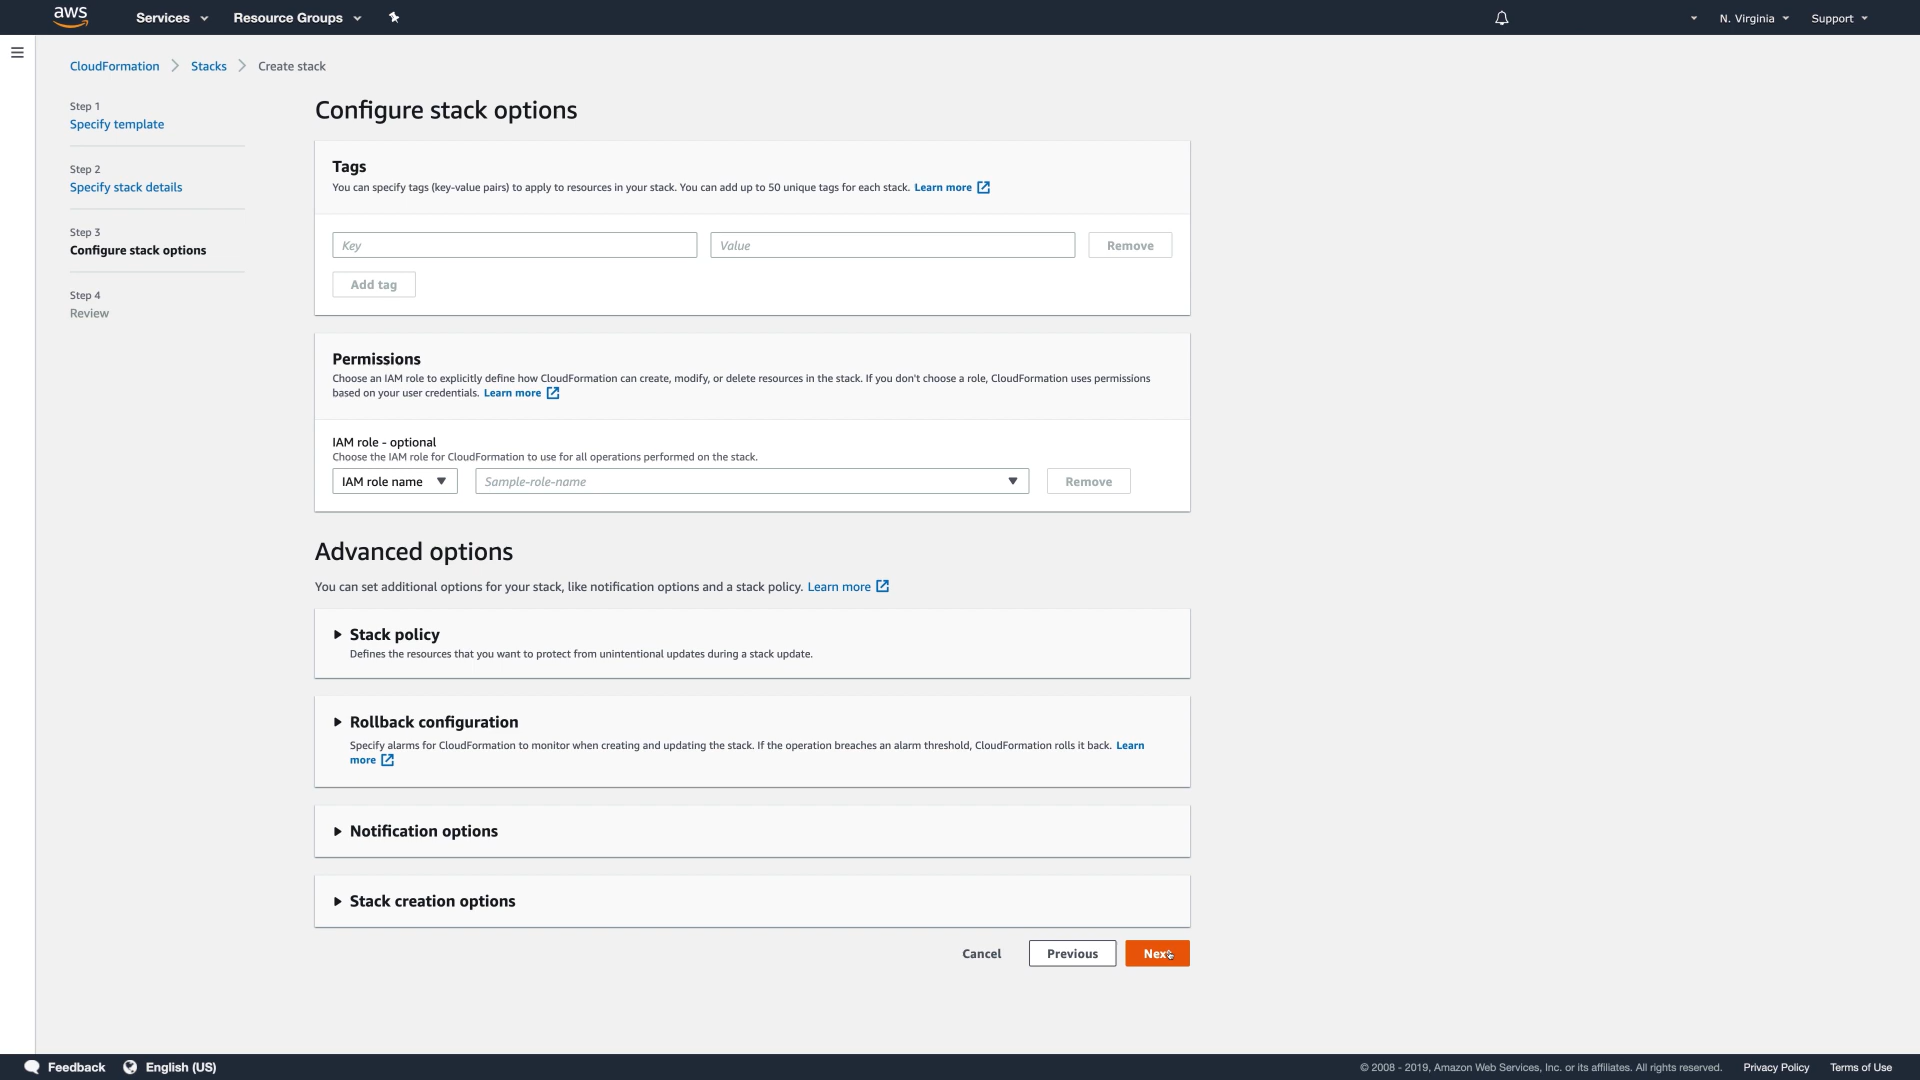 aws
Services
Resource Groups
N. Virginia
Support
CloudFormation
Stacks
Create stack
Step 1
Specify template
Step 2
Specify stack details
Step 3
Configure stack options
Step 4
Review
Configure stack options
Tags
You can specify tags (key-value pairs) to apply to resources in your stack. You can add up to 50 unique tags for each stack. Learn more
Key
Value
Remove
Add tag
Permissions
Choose an IAM role to explicitly define how CloudFormation can create, modify, or delete resources in the stack. If you don't choose a role, CloudFormation uses permissions
based on your user credentials. Learn more
IAM role - optional
Choose the IAM role for CloudFormation to use for all operations performed on the stack.
IAM role name
Sample-role-name
Remove
Advanced options
You can set additional options for your stack, like notification options and a stack policy. Learn more
Stack policy
Defines the resources that you want to protect from unintentional updates during a stack update.
Rollback configuration
Specify alarms for CloudFormation to monitor when creating and updating the stack. If the operation breaches an alarm threshold, CloudFormation rolls it back. Learn
more
Notification options
Stack creation options
Cancel
Previous
Next
Feedback
English (US)
© 2008 - 2019, Amazon Web Services, Inc. or its affiliates. All rights reserved.
Privacy Policy
Terms of Use